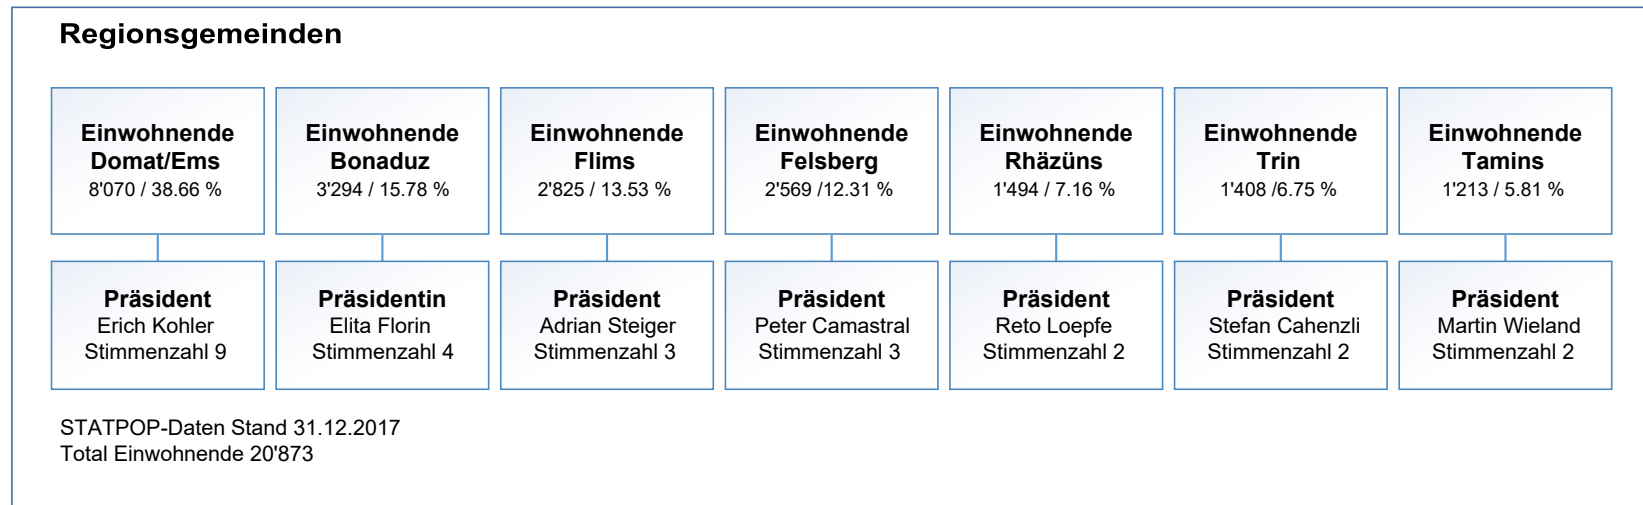 Regionsgemeinden
Einwohnende
Domat/Ems
8'070 / 38.66 %
Einwohnende
Bonaduz
3'294 / 15.78 %
Einwohnende
Flims
2'825 / 13.53 %
Einwohnende
Felsberg
2'569 /12.31 %
Einwohnende
Rhäzüns
1'494 / 7.16 %
Einwohnende
Trin
1'408 /6.75 %
Einwohnende
Tamins
1'213 / 5.81 %
Präsident
Erich Kohler
Stimmenzahl 9
Präsidentin
Elita Florin
Stimmenzahl 4
Präsident
Adrian Steiger
Stimmenzahl 3
Präsident
Peter Camastral
Stimmenzahl 3
Präsident
Reto Loepfe
Stimmenzahl 2
Präsident
Stefan Cahenzli
Stimmenzahl 2
Präsident
Martin Wieland
Stimmenzahl 2
STATPOP-Daten Stand 31.12.2017
Total Einwohnende 20'873